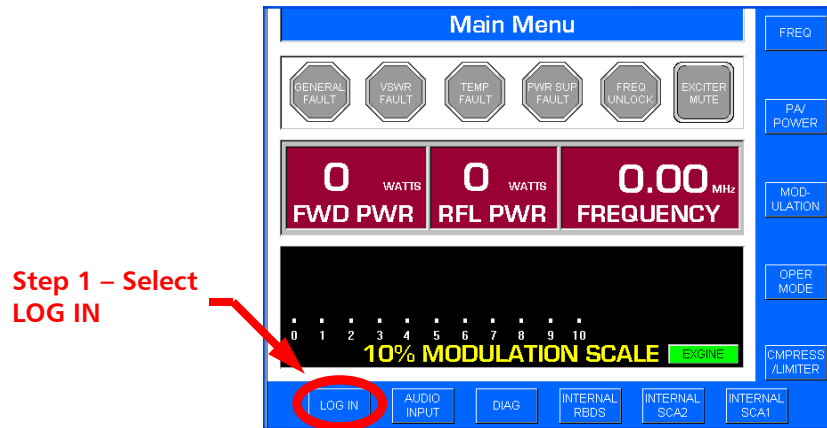 Main Menu
FREQ
GENERAL
FAULT
VSWR
FAULT
TEMP
FAULT
PWR SUP
FAULT
FREQ
UNLOCK
EXCITER
MUTE
PA/
POWER
0 WATTS
FWD PWR
0 WATTS
RFL PWR
0.00 MHz
FREQUENCY
MOD-
ULATION
Step 1 – Select
LOG IN
OPER
MODE
0 1 2 3 4 5 6 7 8 9 10
10% MODULATION SCALE
EXGINE
CMPRESS
/LIMITER
LOG IN
AUDIO
INPUT
DIAG
INTERNAL
RBDS
INTERNAL
SCA2
INTERNAL
SCA1